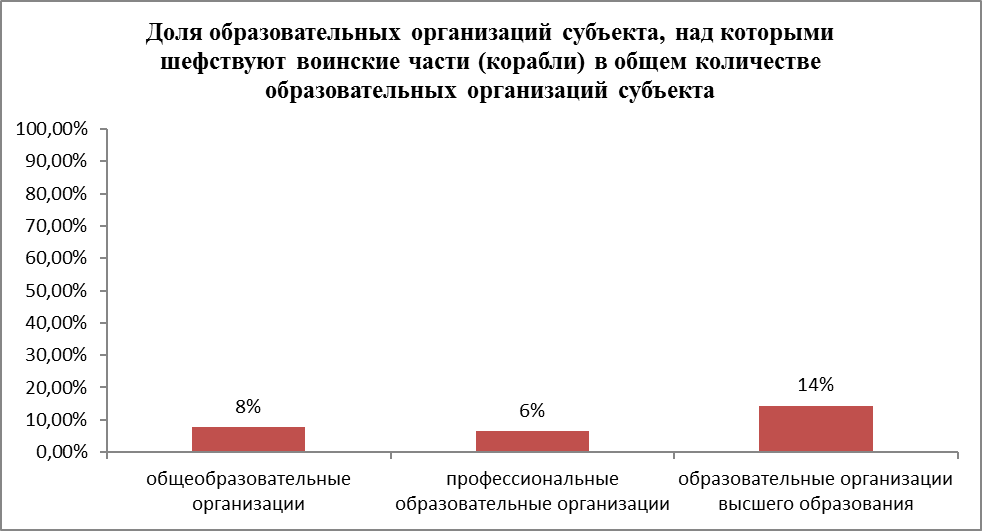 Доля образовательных организаций субъекта, над которыми
шефствуют воинские части (корабли) в общем количестве
образовательных организаций субъекта
100,00%
90,00%
80,00%
70,00%
60,00%
50,00%
40,00%
30,00%
20,00%
10,00%
0,00%
8%
6%
14%
общеобразовательные
организации
профессиональные
образовательные организации
образовательные организации
высшего образования